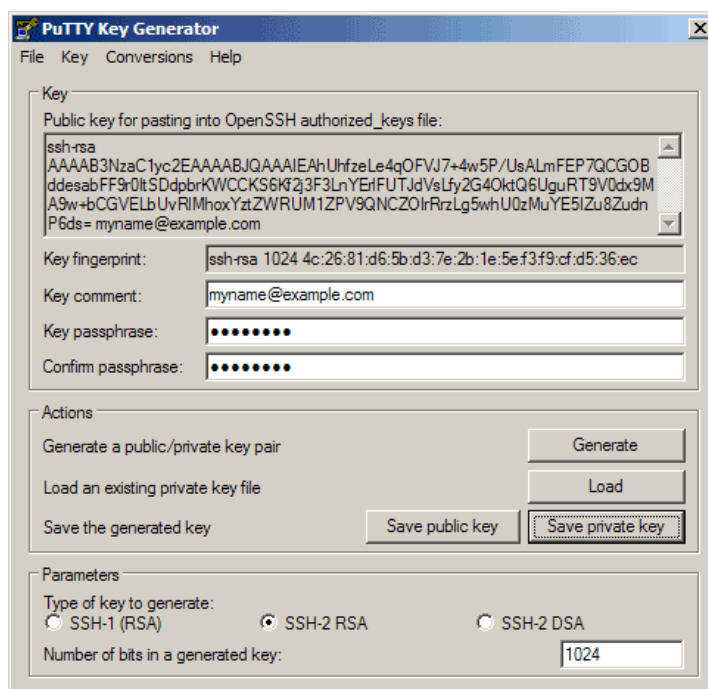 PuTTY Key Generator
File Key Conversions Help
Key
Public key for pasting into OpenSSH authorized_keys file:
ssh-rsa
AAAAB3NzaC1yc2EAAAABJQAAAIEAhUhfzeLe4qOFVJ7+4w5P/UsALmFEP7QCGOB
ddesabFF9r0ltSDdpbrKWCCKS6Kf2j3F3LnYErlFUTJdVsLfy2G4OktQ6UguRT9V0dx9M
A9w+bCGVELbUvRlMhoxYztZWRUM1ZPV9QNCZOlrRrzLg5whU0zMuYE5lZu8Zudn
P6ds= myname@example.com
Key fingerprint: ssh-rsa 1024 4c:26:81:d6:5b:d3:7e:2b:1e:5e:f3:f9:cf:d5:36:ec
Key comment: myname@example.com
Key passphrase: ●●●●●●●●
Confirm passphrase: ●●●●●●●●
Actions
Generate a public/private key pair Generate
Load an existing private key file Load
Save the generated key Save public key Save private key
Parameters
Type of key to generate:
SSH-1 (RSA) SSH-2 RSA SSH-2 DSA
Number of bits in a generated key: 1024